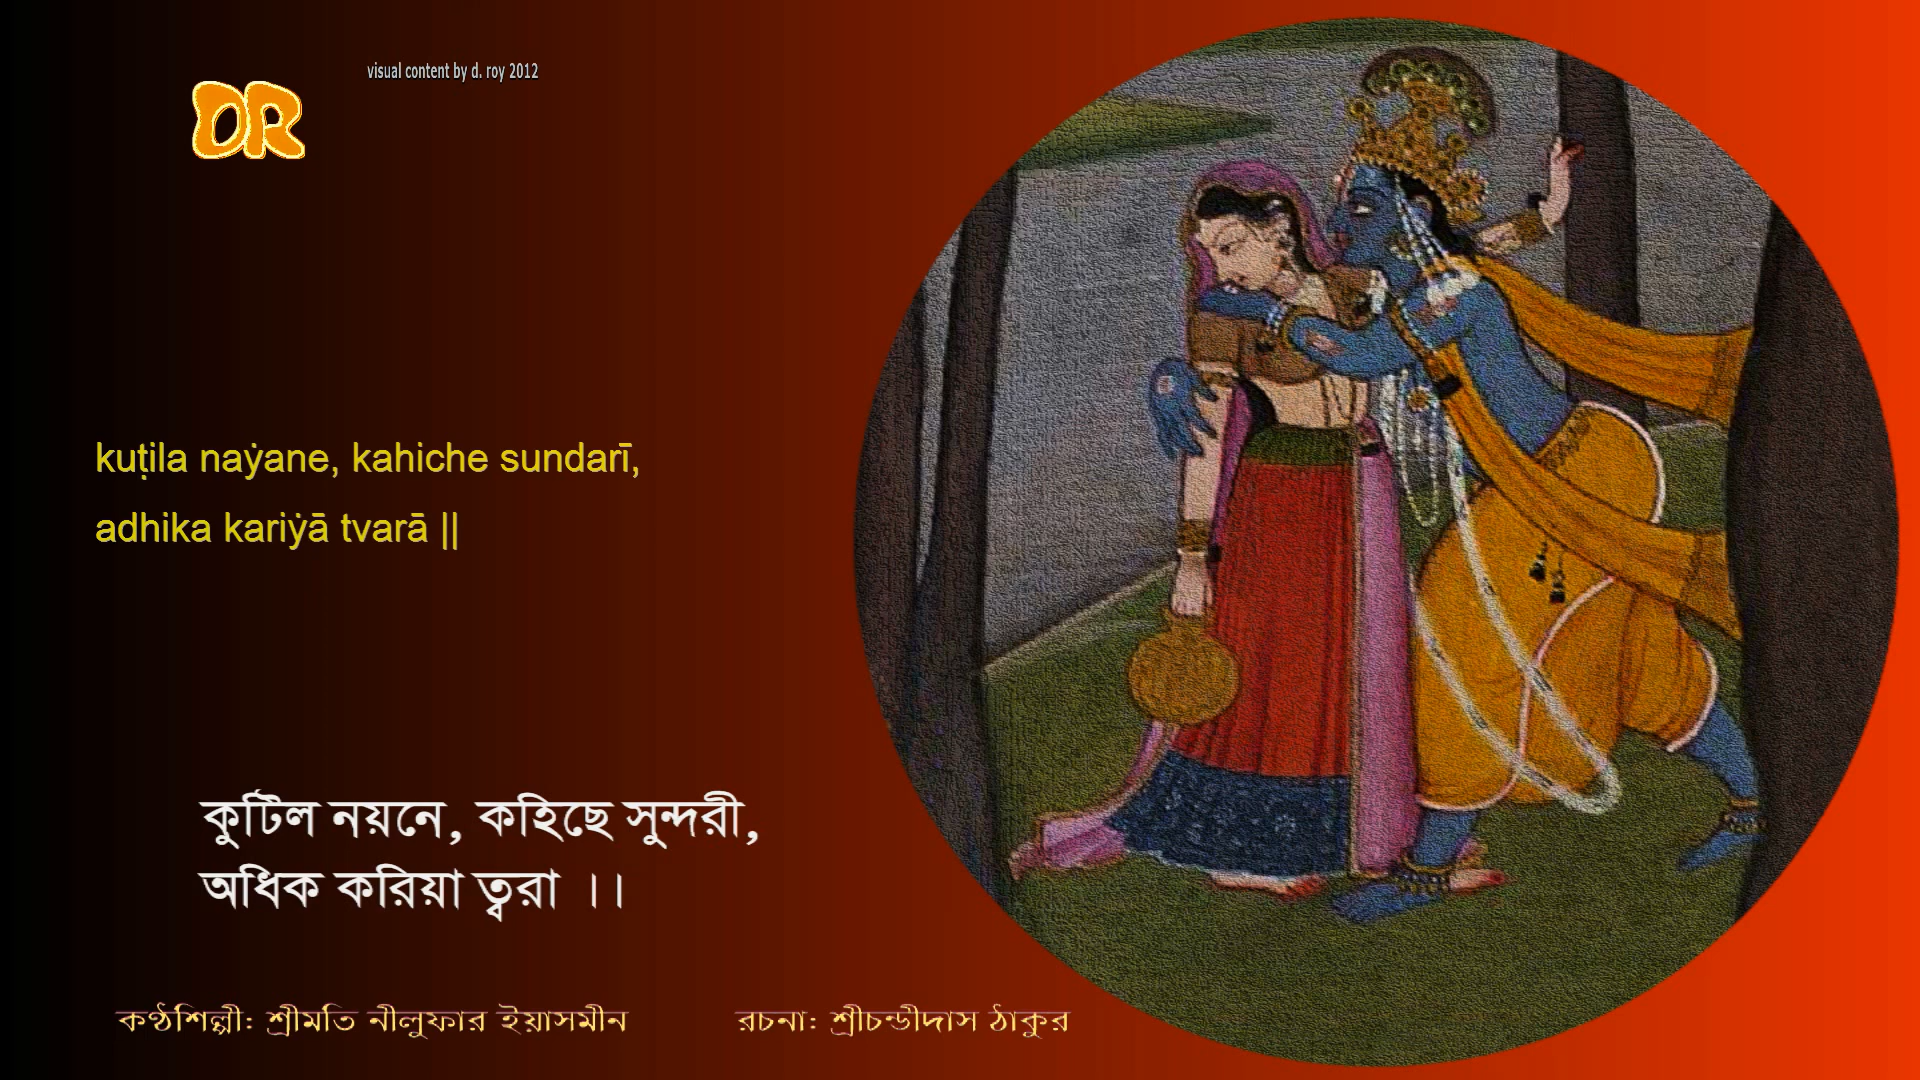 visual content by d. roy 2012
DR
kuṭila naẏane, kahiche sundarī,
adhika kariẏā tvarā ||
কুটিল নয়নে, কহিছে সুন্দরী,
অধিক করিয়া ত্বরা ।।
কণ্ঠশিল্পী: শ্রীমতি নীলুফার ইয়াসমীন
রচনা: শ্রীচন্ডীদাস ঠাকুর